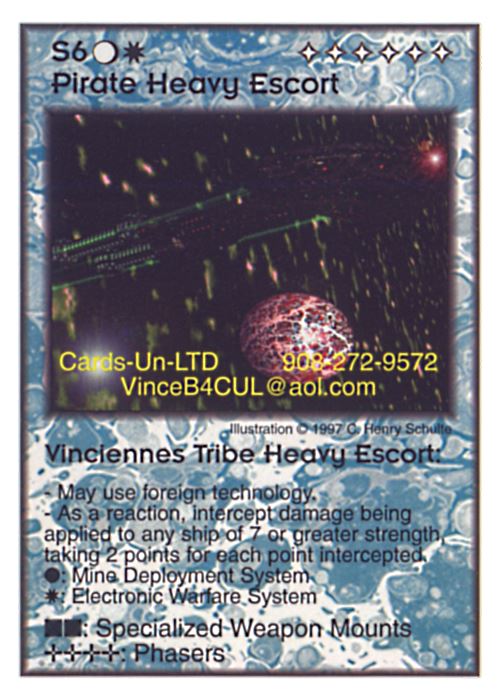 S6
Pirate Heavy Escort
Cards-Un-LTD 908-272-9572
VinceB4CUL@aol.com
Illustration © 1997 C. Henry Schulte
Vinciennes Tribe Heavy Escort:
- May use foreign technology.
- As a reaction, intercept damage being
applied to any ship of 7 or greater strength,
taking 2 points for each point intercepted.
: Mine Deployment System
: Electronic Warfare System
: Specialized Weapon Mounts
: Phasers